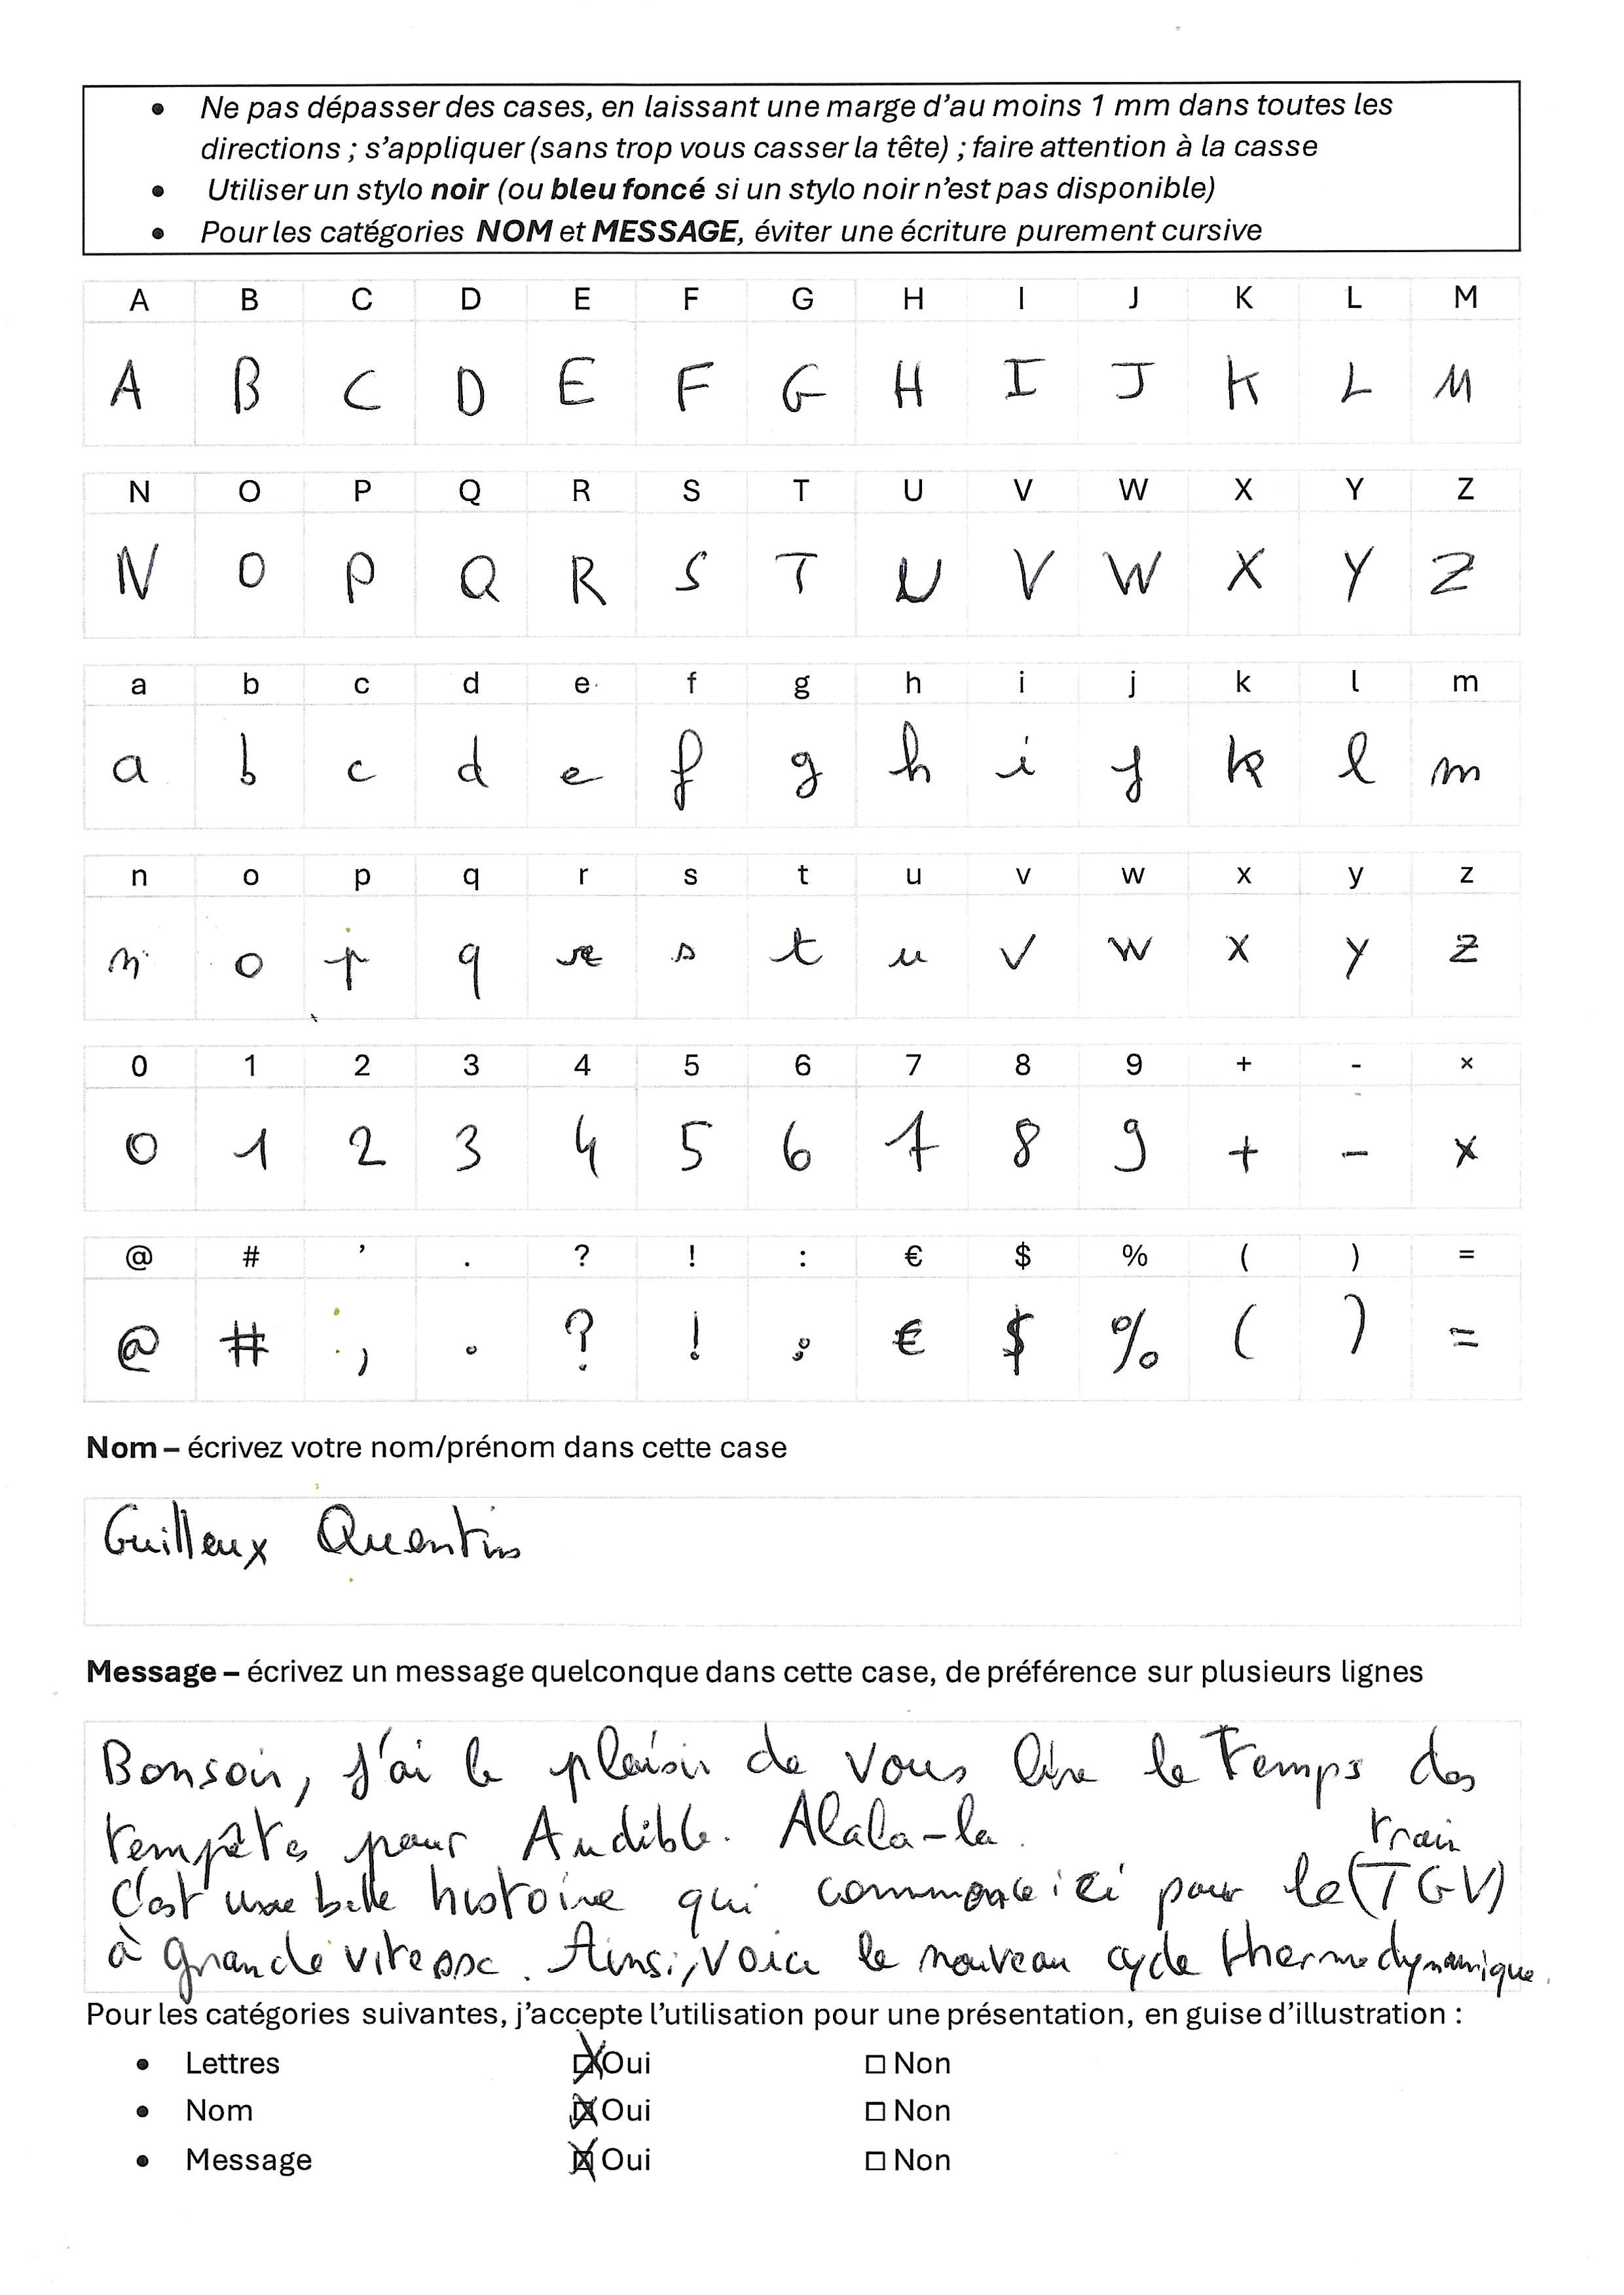 • Ne pas dépasser des cases, en laissant une marge d'au moins 1 mm dans toutes les
directions ; s'appliquer (sans trop vous casser la tête) ; faire attention à la casse
• Utiliser un stylo noir (ou bleu foncé si un stylo noir n'est pas disponible)
• Pour les catégories NOM et MESSAGE, éviter une écriture purement cursive
A B C D E F G H I J K L M
A B C D E F G H I J K L M
N O P Q R S T U V W X Y Z
N O P Q R S T U V W X Y Z
a b c d e f g h i j k l m
a b c d e f g h i j k l m
n o p q r s t u v w x y z
n o p q r s t u v w x y z
0 1 2 3 4 5 6 7 8 9 + - ×
0 1 2 3 4 5 6 7 8 9 + - ×
@ # ’ . ? ! : € $ % ( ) =
@ # , . ? ! : € $ % ( ) =
Nom – écrivez votre nom/prénom dans cette case
Guilleux Quentin
Message – écrivez un message quelconque dans cette case, de préférence sur plusieurs lignes
Bonsoir, j'ai le plaisir de vous lire le Temps des
tempêtes pour Audible. Alala-la.
train
C'est une belle histoire qui commence ici pour le (TGV)
à grande vitesse. Ainsi, voici le nouveau cycle thermodynamique.
Pour les catégories suivantes, j'accepte l'utilisation pour une présentation, en guise d'illustration :
• Lettres ☒ Oui ☐ Non
• Nom ☒ Oui ☐ Non
• Message ☒ Oui ☐ Non